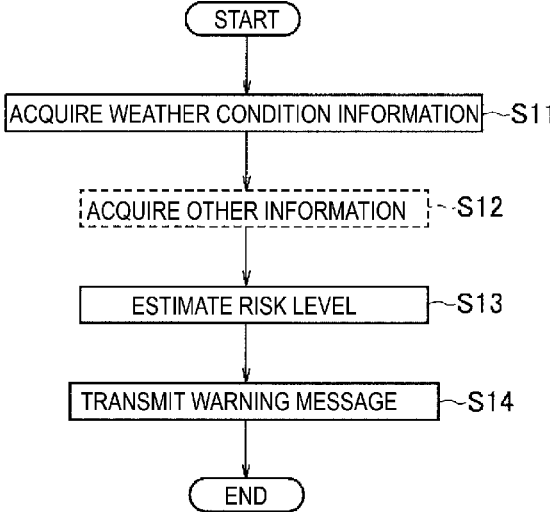 START
ACQUIRE WEATHER CONDITION INFORMATION
S11
ACQUIRE OTHER INFORMATION
S12
ESTIMATE RISK LEVEL
S13
TRANSMIT WARNING MESSAGE
S14
END